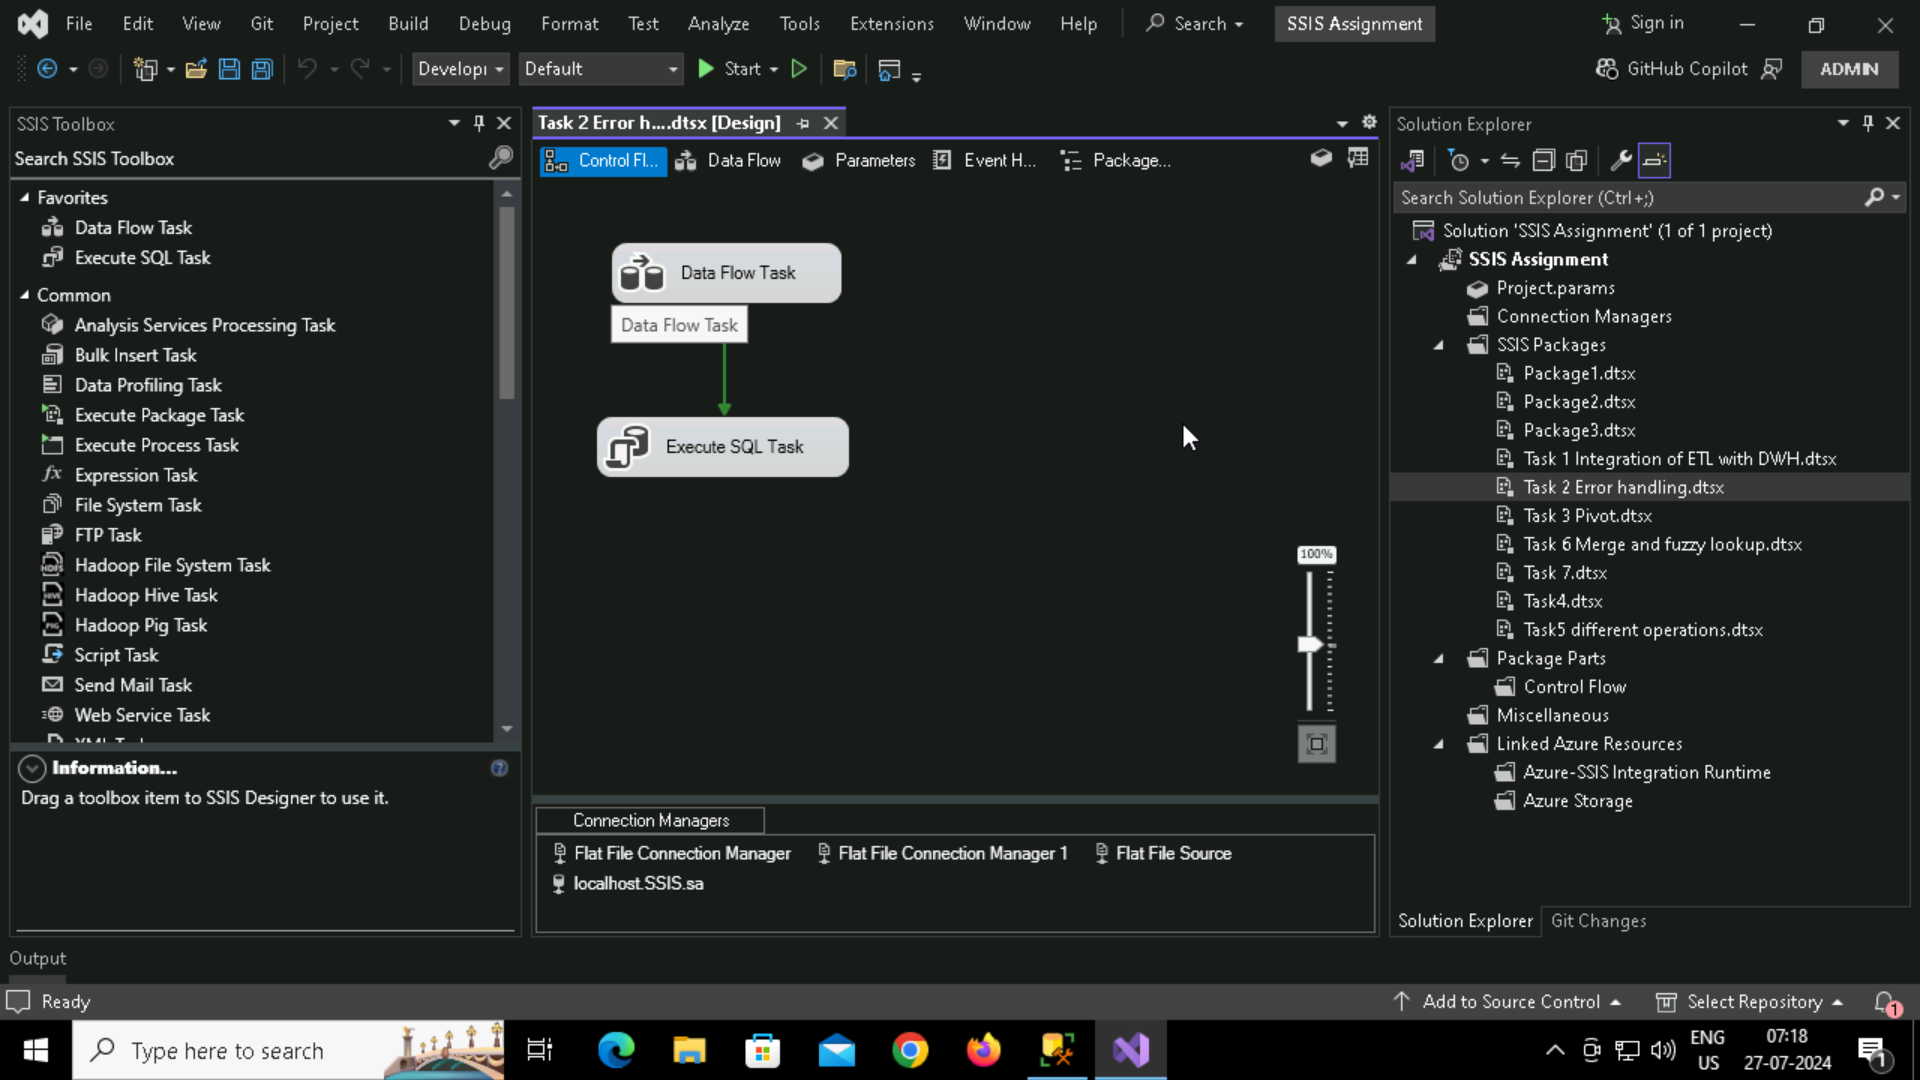 File Edit View Git Project Build Debug Format Test Analyze Tools Extensions Window Help Search SSIS Assignment Sign in
Developı Default Start GitHub Copilot ADMIN
SSIS Toolbox
Search SSIS Toolbox
Favorites
Data Flow Task
Execute SQL Task
Common
Analysis Services Processing Task
Bulk Insert Task
Data Profiling Task
Execute Package Task
Execute Process Task
Expression Task
File System Task
FTP Task
Hadoop File System Task
Hadoop Hive Task
Hadoop Pig Task
Script Task
Send Mail Task
Web Service Task
Information...
Drag a toolbox item to SSIS Designer to use it.
Task 2 Error h....dtsx [Design]
Control Fl... Data Flow Parameters Event H... Package...
Data Flow Task
Data Flow Task
Execute SQL Task
100%
Connection Managers
Flat File Connection Manager Flat File Connection Manager 1 Flat File Source
localhost.SSIS.sa
Solution Explorer
Search Solution Explorer (Ctrl+;)
Solution 'SSIS Assignment' (1 of 1 project)
SSIS Assignment
Project.params
Connection Managers
SSIS Packages
Package1.dtsx
Package2.dtsx
Package3.dtsx
Task 1 Integration of ETL with DWH.dtsx
Task 2 Error handling.dtsx
Task 3 Pivot.dtsx
Task 6 Merge and fuzzy lookup.dtsx
Task 7.dtsx
Task4.dtsx
Task5 different operations.dtsx
Package Parts
Control Flow
Miscellaneous
Linked Azure Resources
Azure-SSIS Integration Runtime
Azure Storage
Solution Explorer Git Changes
Output
Ready Add to Source Control Select Repository 1
Type here to search ENG US 07:18 27-07-2024 1